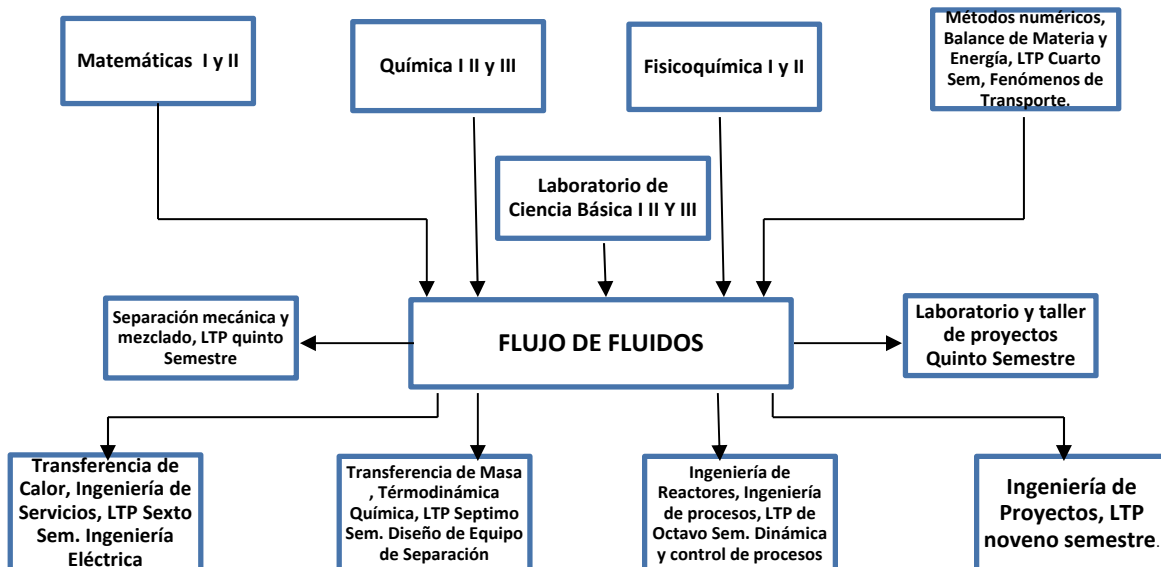 Matemáticas I y II
Química I II y III
Fisicoquímica I y II
Métodos numéricos,
Balance de Materia y
Energía, LTP Cuarto
Sem, Fenómenos de
Transporte.
Laboratorio de
Ciencia Básica I II Y III
Separación mecánica y
mezclado, LTP quinto
Semestre
FLUJO DE FLUIDOS
Laboratorio y taller
de proyectos
Quinto Semestre
Transferencia de
Calor, Ingeniería de
Servicios, LTP Sexto
Sem. Ingeniería
Eléctrica
Transferencia de Masa
, Térmodinámica
Química, LTP Septimo
Sem. Diseño de Equipo
de Separación
Ingeniería de
Reactores, Ingeniería
de procesos, LTP de
Octavo Sem. Dinámica
y control de procesos
Ingeniería de
Proyectos, LTP
noveno semestre.